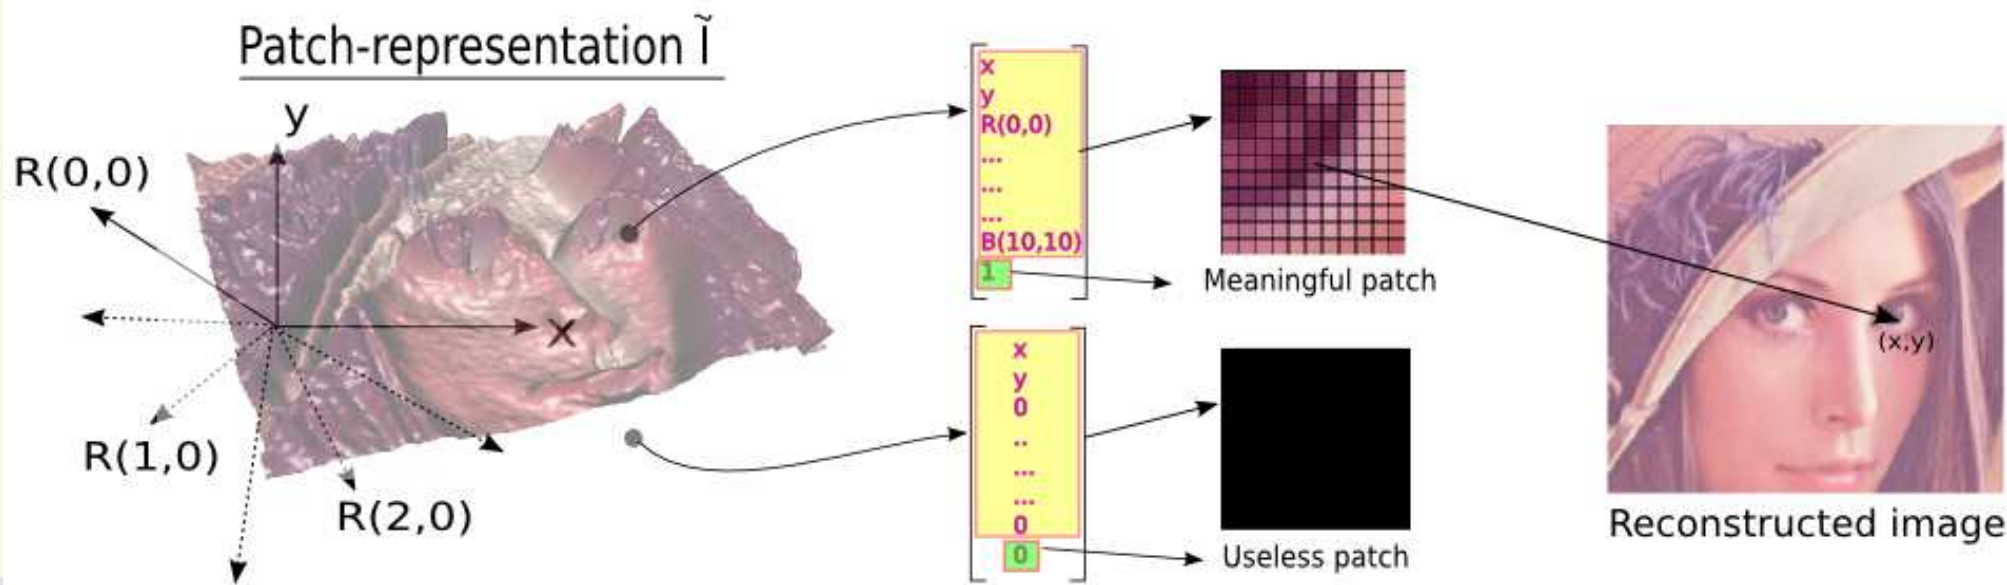 Patch-representation Ĩ
y
R(0,0)
x
R(1,0)
R(2,0)
x
y
R(0,0)
...
...
...
B(10,10)
1
Meaningful patch
x
y
0
..
...
...
0
0
Useless patch
(x,y)
Reconstructed image